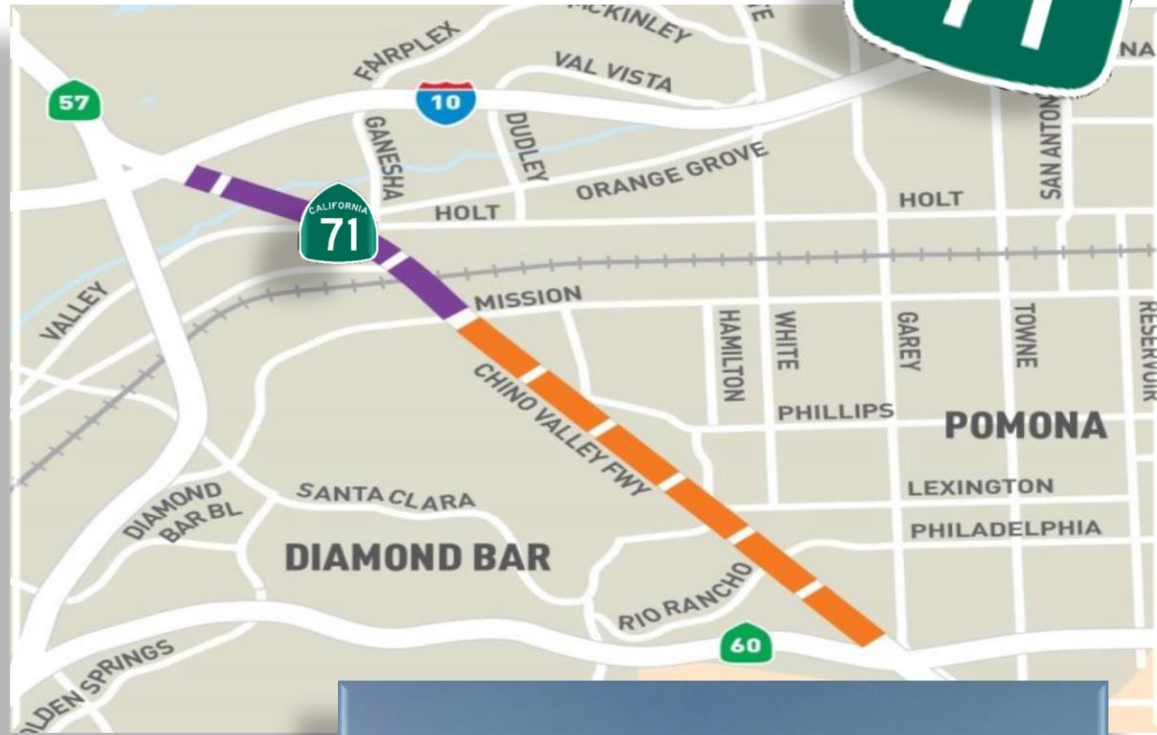 McKINLEY
FAIRPLEX
VAL VISTA
57
10
71
GANESHA
DUDLEY
SAN ANTON
ORANGE GROVE
HOLT
HOLT
CALIFORNIA
71
VALLEY
MISSION
HAMILTON
WHITE
GAREY
TOWNE
RESERVOIR
CHINO VALLEY FWY
PHILLIPS
POMONA
DIAMOND
BAR BL
SANTA CLARA
LEXINGTON
PHILADELPHIA
DIAMOND BAR
RIO RANCHO
60
LDEN SPRINGS